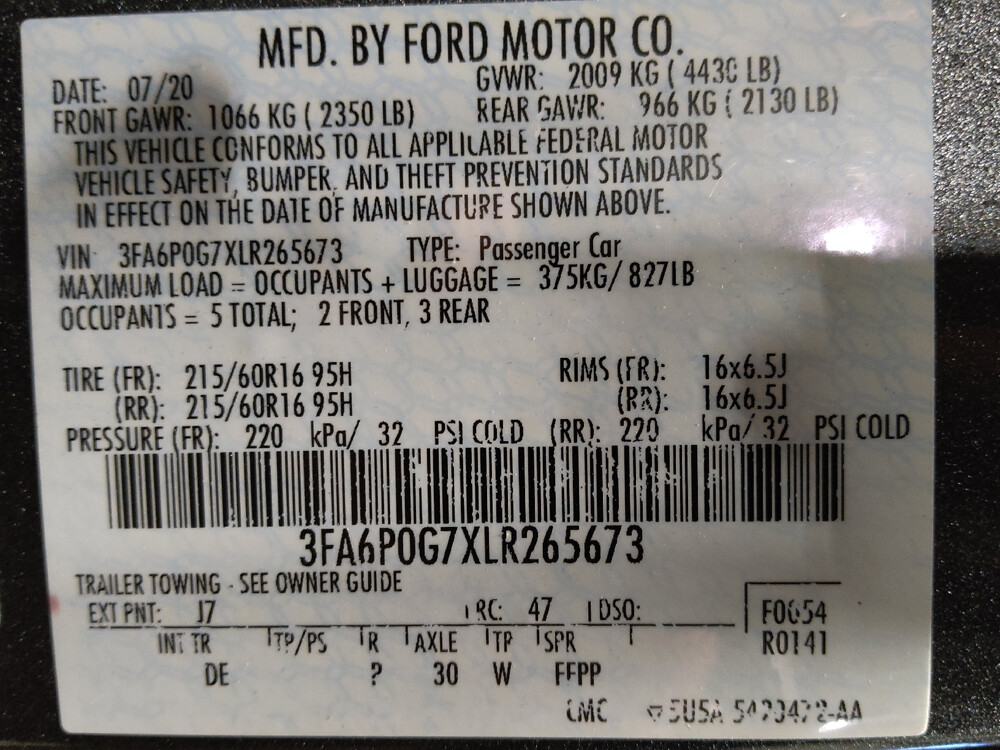 MFD. BY FORD MOTOR CO.
DATE: 07/20 GVWR: 2009 KG ( 4430 LB)
FRONT GAWR: 1066 KG ( 2350 LB) REAR GAWR: 966 KG ( 2130 LB)
THIS VEHICLE CONFORMS TO ALL APPLICABLE FEDERAL MOTOR
VEHICLE SAFETY, BUMPER, AND THEFT PREVENTION STANDARDS
IN EFFECT ON THE DATE OF MANUFACTURE SHOWN ABOVE.
VIN: 3FA6P0G7XLR265673 TYPE: Passenger Car
MAXIMUM LOAD = OCCUPANTS + LUGGAGE = 375KG/ 827LB
OCCUPANTS = 5 TOTAL; 2 FRONT, 3 REAR
TIRE (FR): 215/60R16 95H RIMS (FR): 16x6.5J
(RR): 215/60R16 95H (RR): 16x6.5J
PRESSURE (FR): 220 kPa/ 32 PSI COLD (RR): 220 kPa/ 32 PSI COLD
3FA6P0G7XLR265673
TRAILER TOWING - SEE OWNER GUIDE
EXT PNT: J7 RC: 47 DSO: F0054
INT TR TP/PS R AXLE TP SPR R0141
DE ? 30 W FFPP